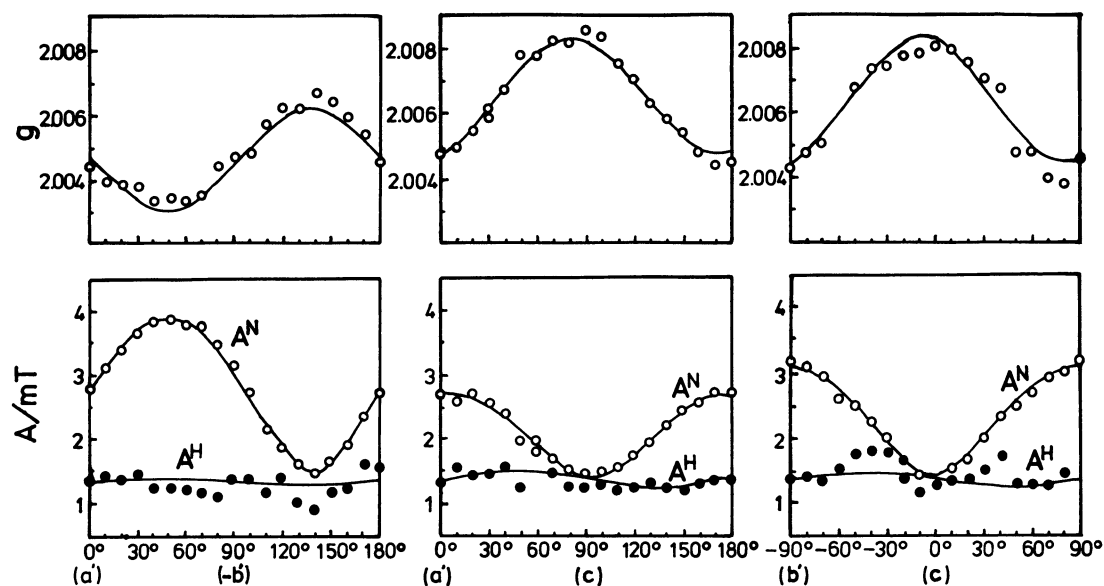 2.008 2.008 2.008
2.006 2.006 2.006
g
2.004 2.004 2.004
4 4 4
A^N
3 3 A^N 3 A^N
A/mT
2 2 2
A^H A^H A^H
1 1 1
0° 30° 60° 90° 120° 150° 180° 0° 30° 60° 90° 120° 150° 180° -90° -60° -30° 0° 30° 60° 90°
(a') (-b') (a') (c) (b') (c)